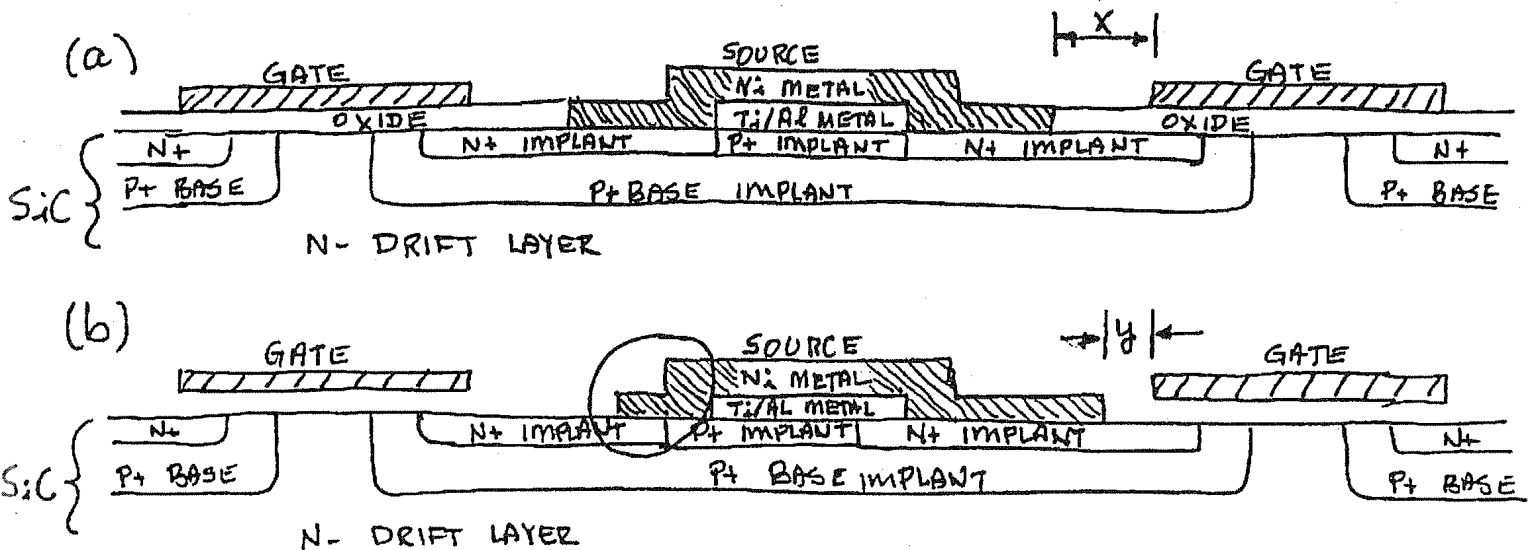 (a)
X
SOURCE
GATE
Ni METAL
GATE
OXIDE
Ti/Al METAL
OXIDE
N+
N+ IMPLANT
P+ IMPLANT
N+ IMPLANT
N+
SiC
P+ BASE
P+ BASE IMPLANT
P+ BASE
N- DRIFT LAYER
(b)
y
GATE
SOURCE
GATE
Ni METAL
Ti/AL METAL
N+
N+ IMPLANT
P+ IMPLANT
N+ IMPLANT
N+
SiC
P+ BASE
P+ BASE IMPLANT
P+ BASE
N- DRIFT LAYER